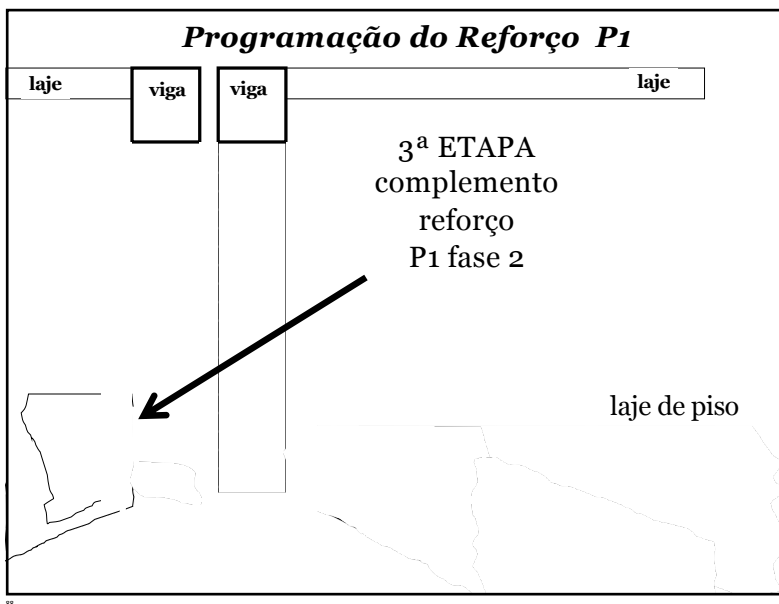 Programação do Reforço P1
laje
viga
viga
laje
3ª ETAPA
complemento
reforço
P1 fase 2
laje de piso